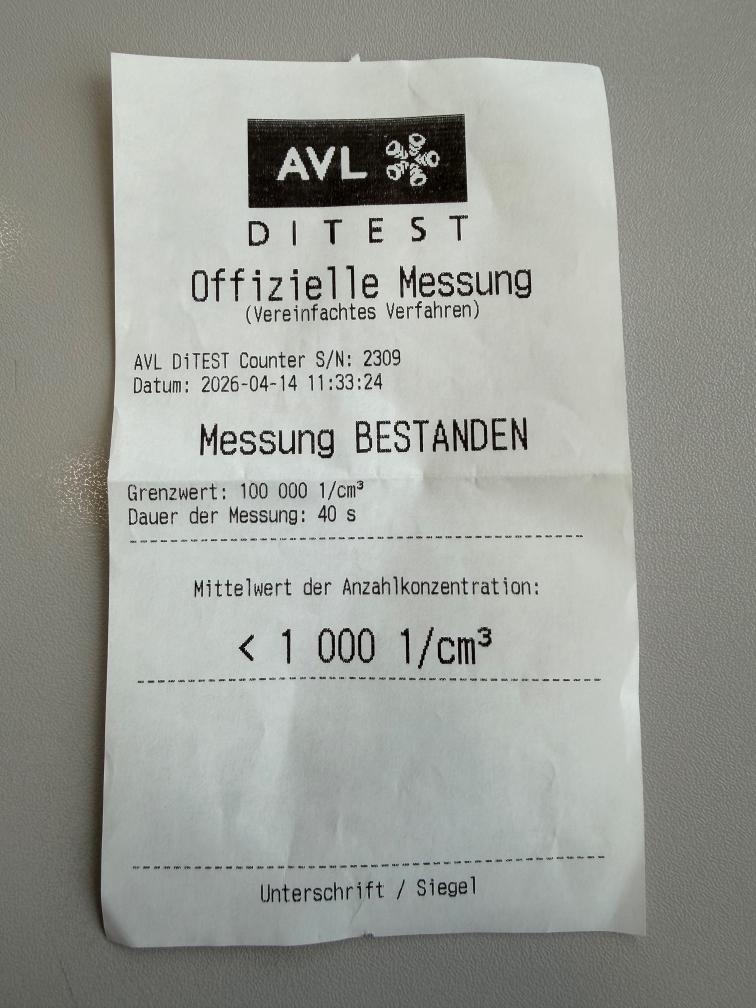 AVL
DITEST
Offizielle Messung
(Vereinfachtes Verfahren)
AVL DiTEST Counter S/N: 2309
Datum: 2026-04-14 11:33:24
Messung BESTANDEN
Grenzwert: 100 000 1/cm³
Dauer der Messung: 40 s
Mittelwert der Anzahlkonzentration:
< 1 000 1/cm³
Unterschrift / Siegel